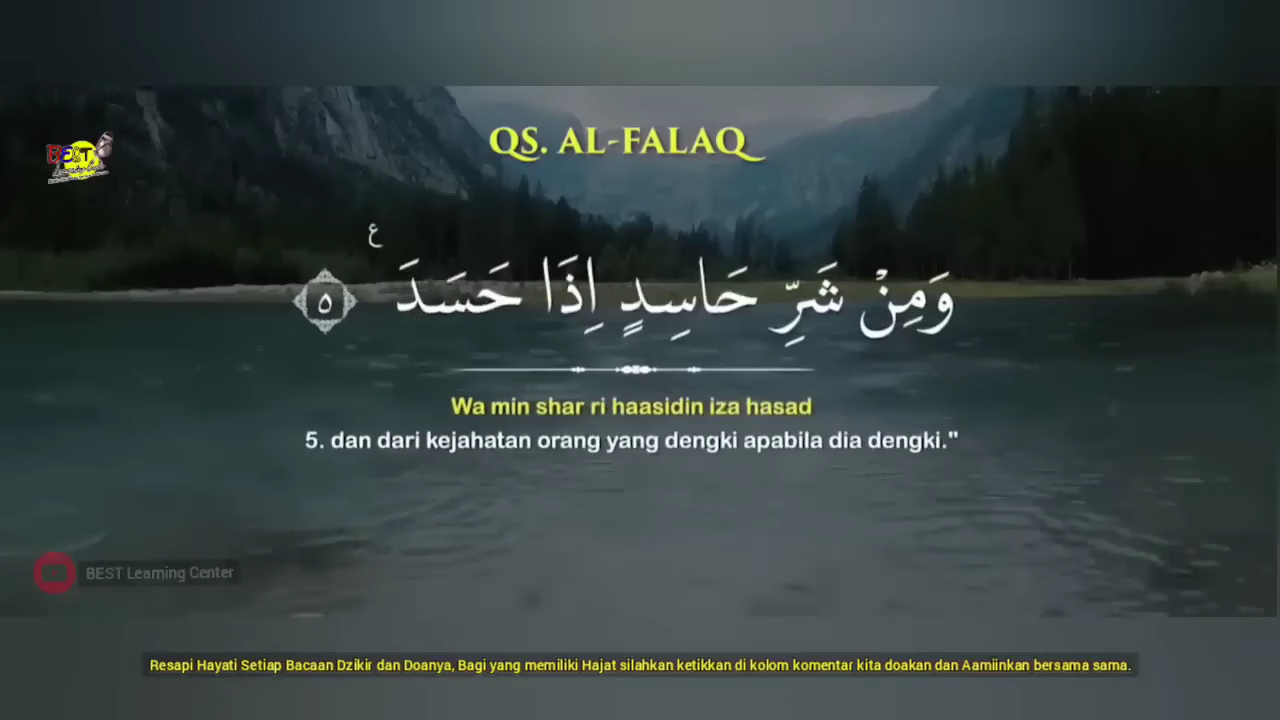 BEST
QS. AL-FALAQ
ع
وَمِنْ شَرِّ حَاسِدٍ اِذَا حَسَدَ ٥
Wa min shar ri haasidin iza hasad
5. dan dari kejahatan orang yang dengki apabila dia dengki."
BEST Learning Center
Resapi Hayati Setiap Bacaan Dzikir dan Doanya, Bagi yang memiliki Hajat silahkan ketikkan di kolom komentar kita doakan dan Aamiinkan bersama sama.